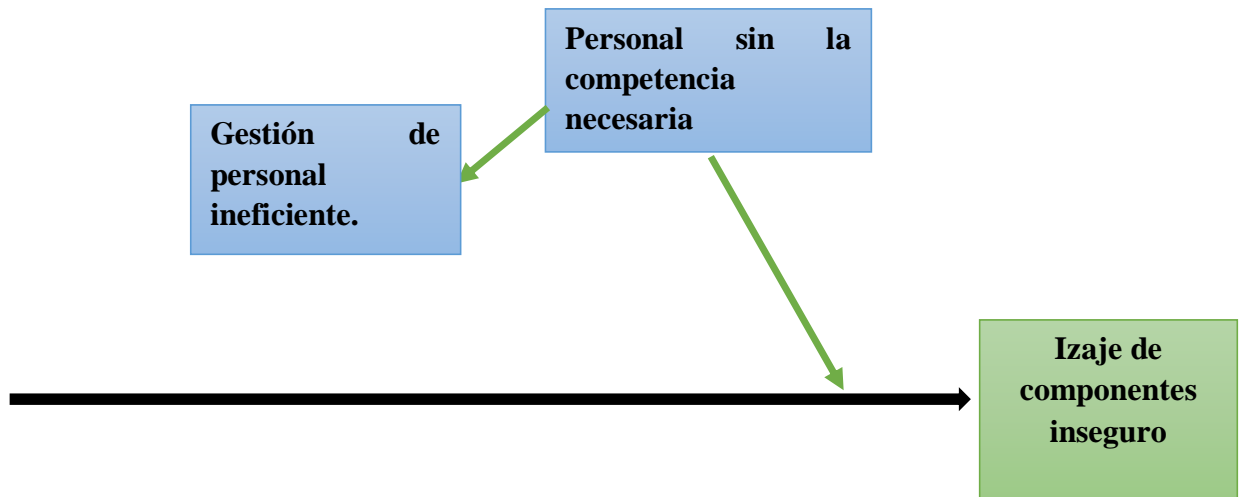 Personal sin la
competencia
necesaria
Gestión de
personal
ineficiente.
Izaje de
componentes
inseguro